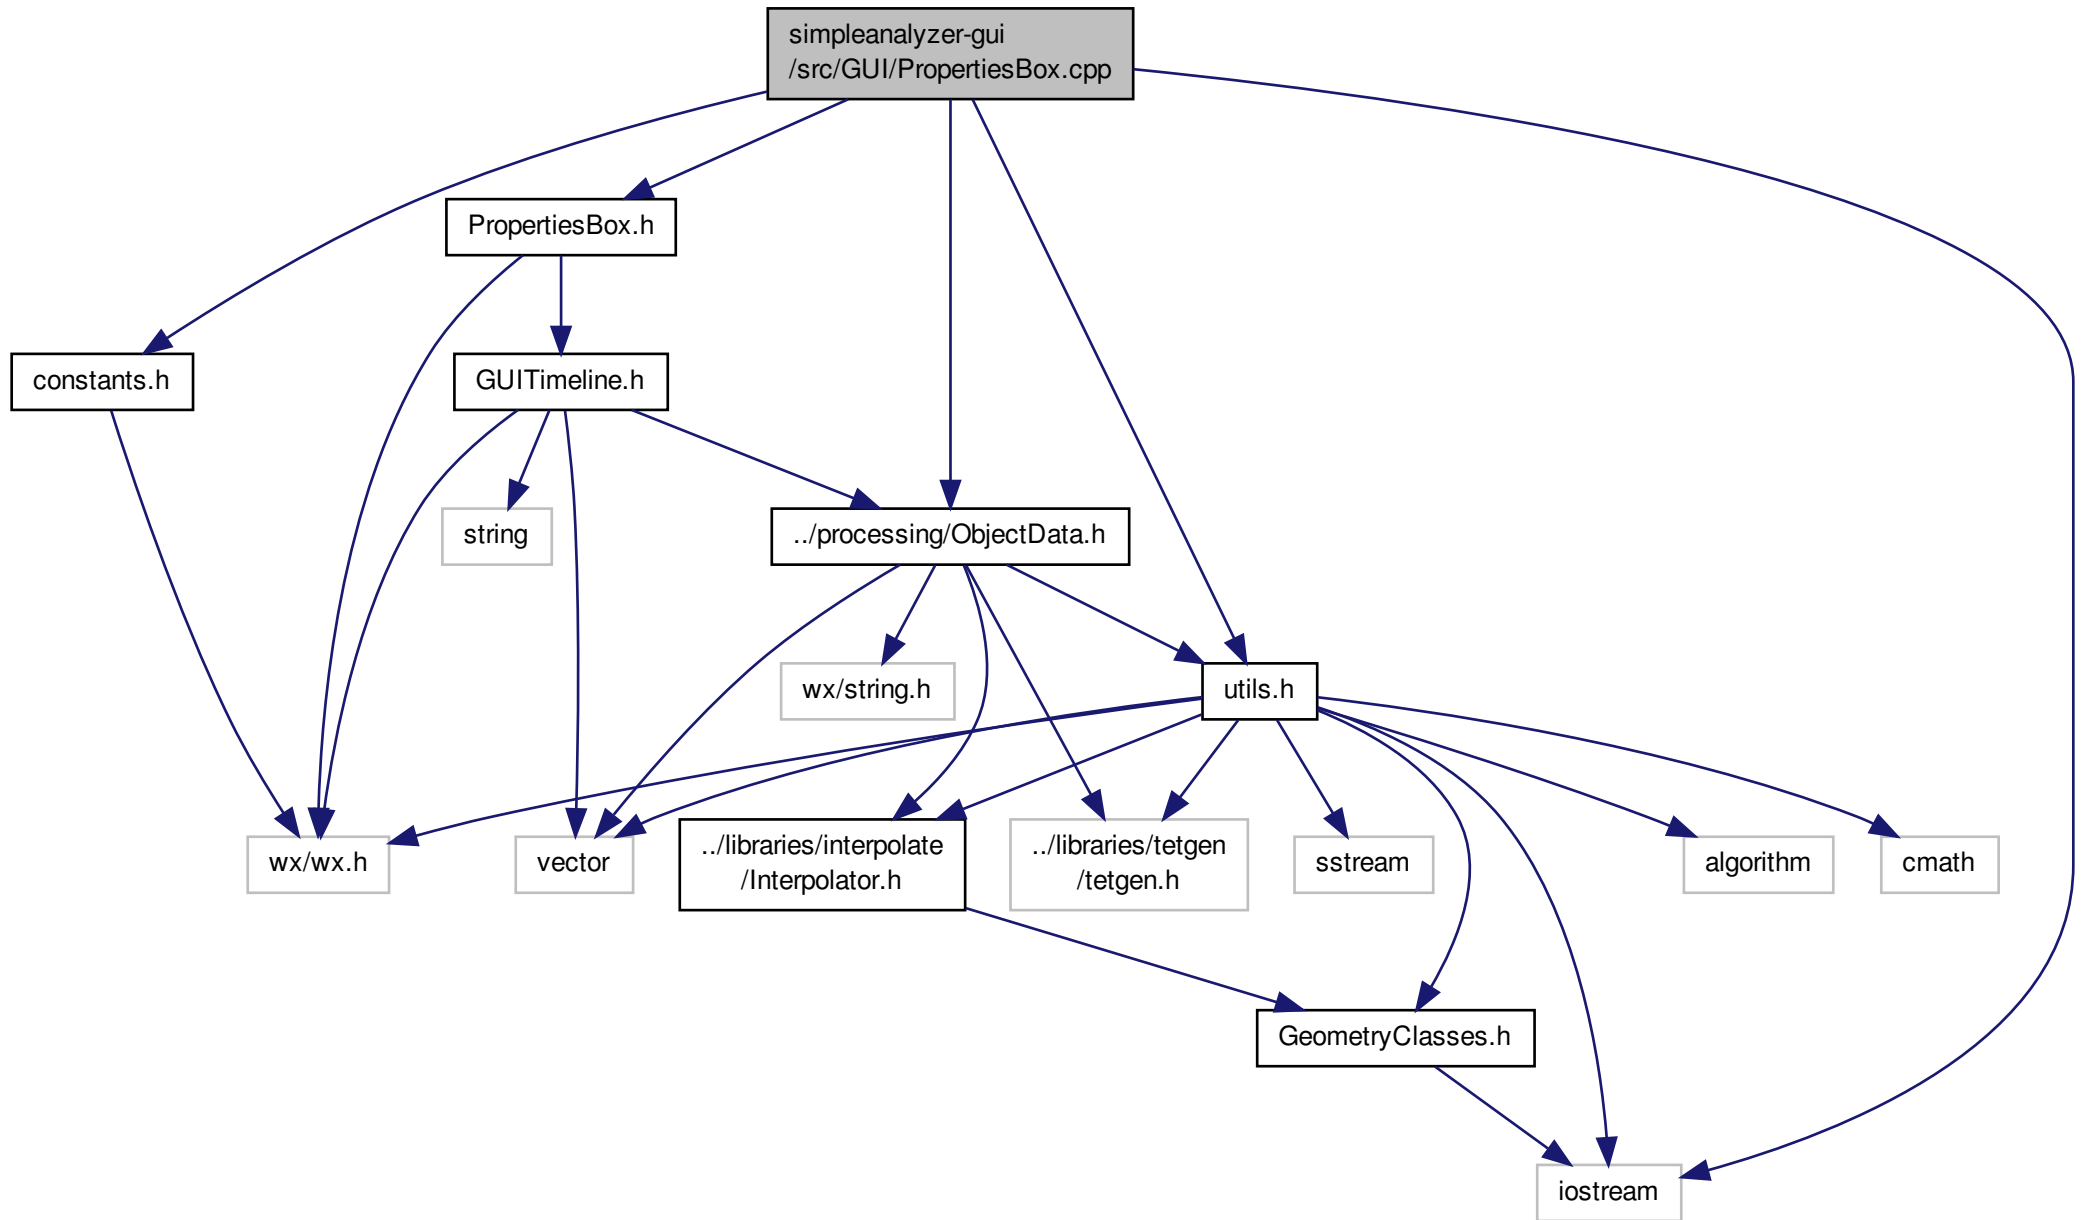 simpleanalyzer-gui
/src/GUI/PropertiesBox.cpp
PropertiesBox.h
constants.h
GUITimeline.h
string
../processing/ObjectData.h
wx/string.h
utils.h
wx/wx.h
vector
../libraries/interpolate
/Interpolator.h
../libraries/tetgen
/tetgen.h
sstream
algorithm
cmath
GeometryClasses.h
iostream